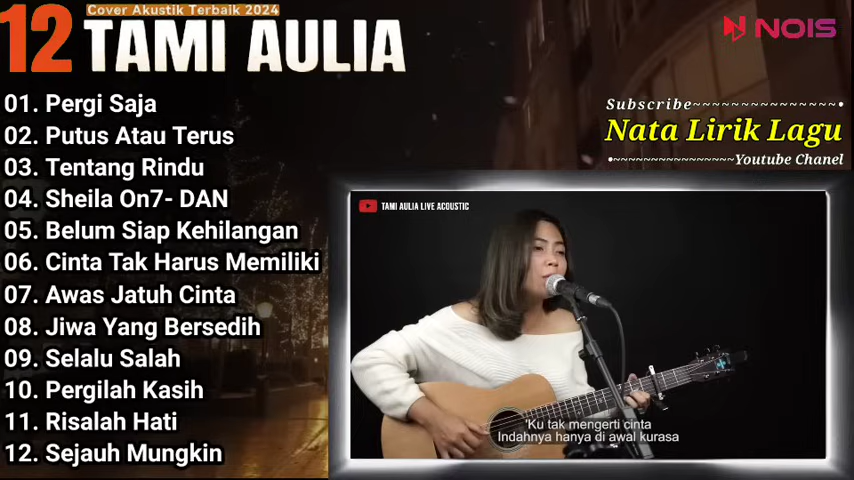 12
Cover Akustik Terbaik 2024
TAMI AULIA
NOIS
01. Pergi Saja
02. Putus Atau Terus
03. Tentang Rindu
04. Sheila On7- DAN
05. Belum Siap Kehilangan
06. Cinta Tak Harus Memiliki
07. Awas Jatuh Cinta
08. Jiwa Yang Bersedih
09. Selalu Salah
10. Pergilah Kasih
11. Risalah Hati
12. Sejauh Mungkin
Subscribe~~~~~~~~~~~~~~~•
Nata Lirik Lagu
•~~~~~~~~~~~~~~~~Youtube Chanel
TAMI AULIA LIVE ACOUSTIC
'Ku tak mengerti cinta
Indahnya hanya di awal kurasa